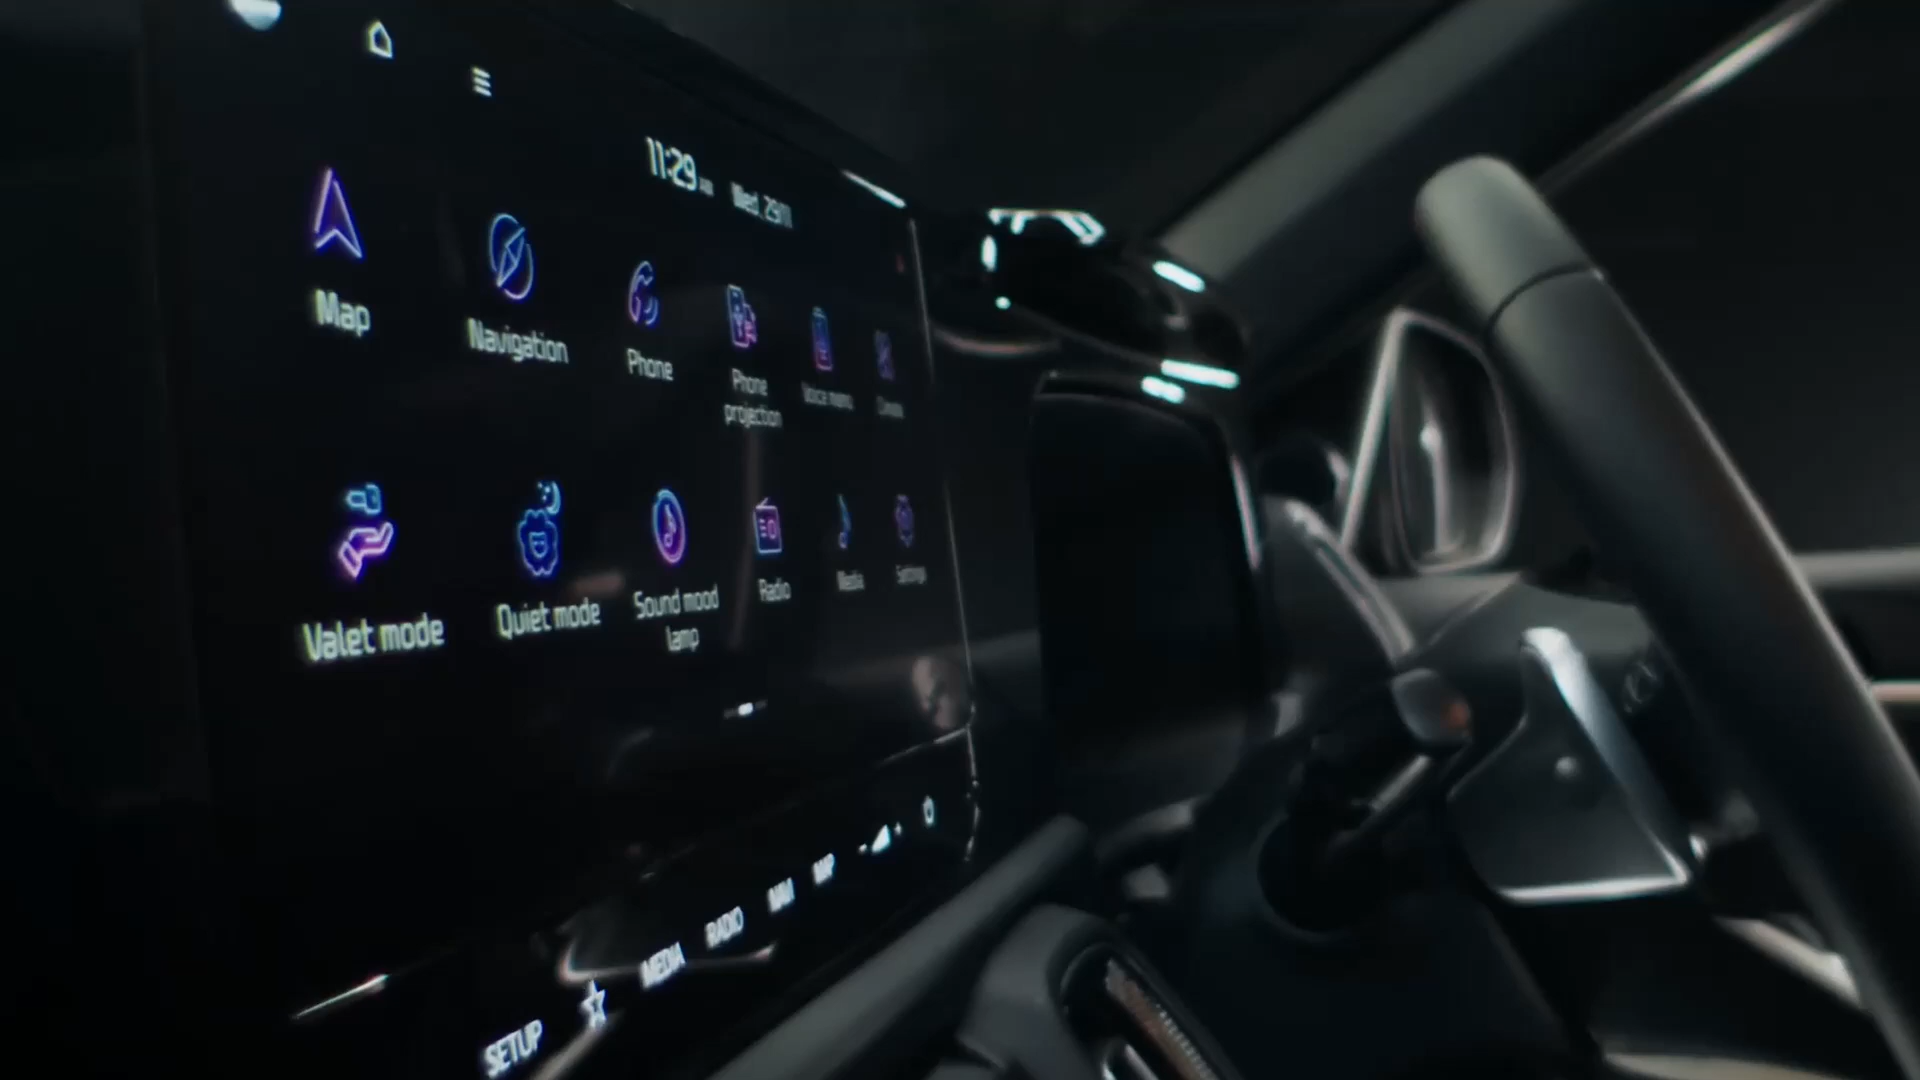 11:29 AM Wed. 29/11
Map
Navigation
Phone
Phone
projection
Voice memo
Valet mode
Quiet mode
Sound mood
lamp
Radio
Media
Settings
SETUP
MEDIA
RADIO
NAVI
MAP